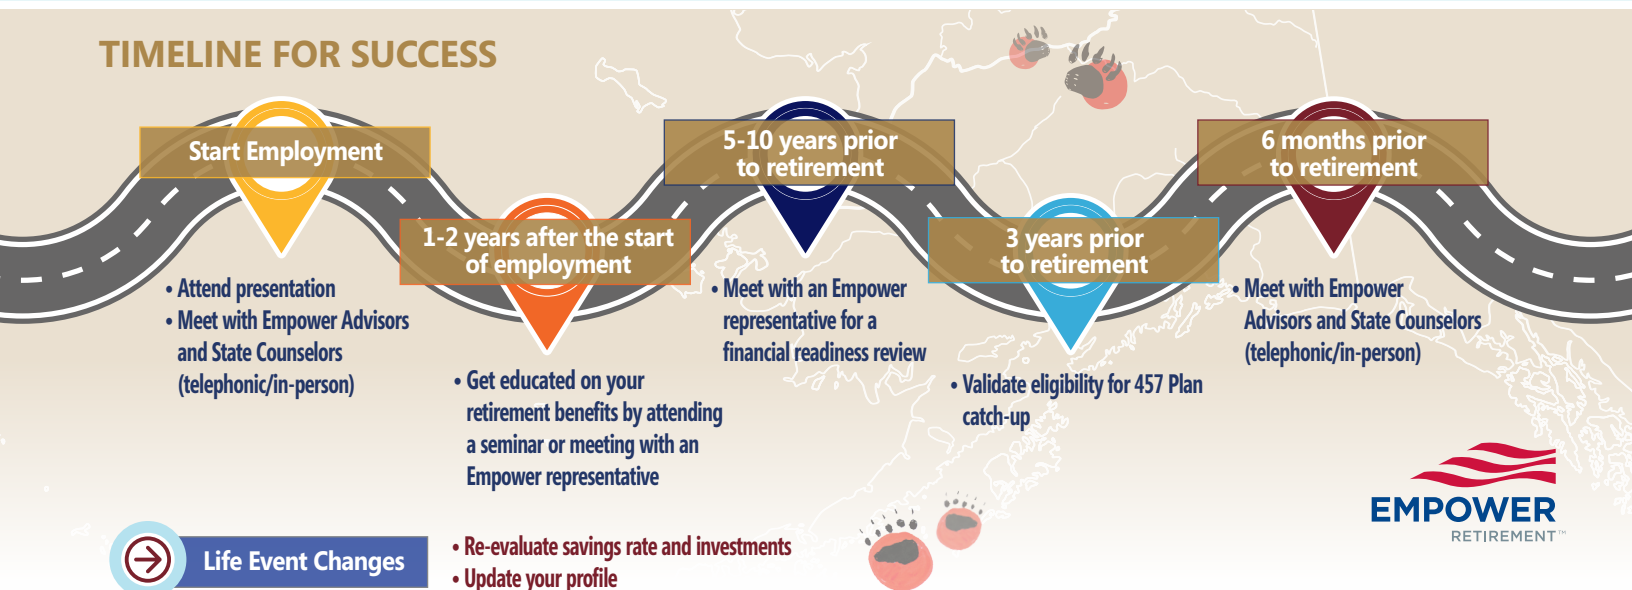 TIMELINE FOR SUCCESS
Start Employment
• Attend presentation
• Meet with Empower Advisors
and State Counselors
(telephonic/in-person)
1-2 years after the start
of employment
• Get educated on your
retirement benefits by attending
a seminar or meeting with an
Empower representative
5-10 years prior
to retirement
• Meet with an Empower
representative for a
financial readiness review
3 years prior
to retirement
• Validate eligibility for 457 Plan
catch-up
6 months prior
to retirement
• Meet with Empower
Advisors and State Counselors
(telephonic/in-person)
Life Event Changes
• Re-evaluate savings rate and investments
• Update your profile
EMPOWER
RETIREMENT™